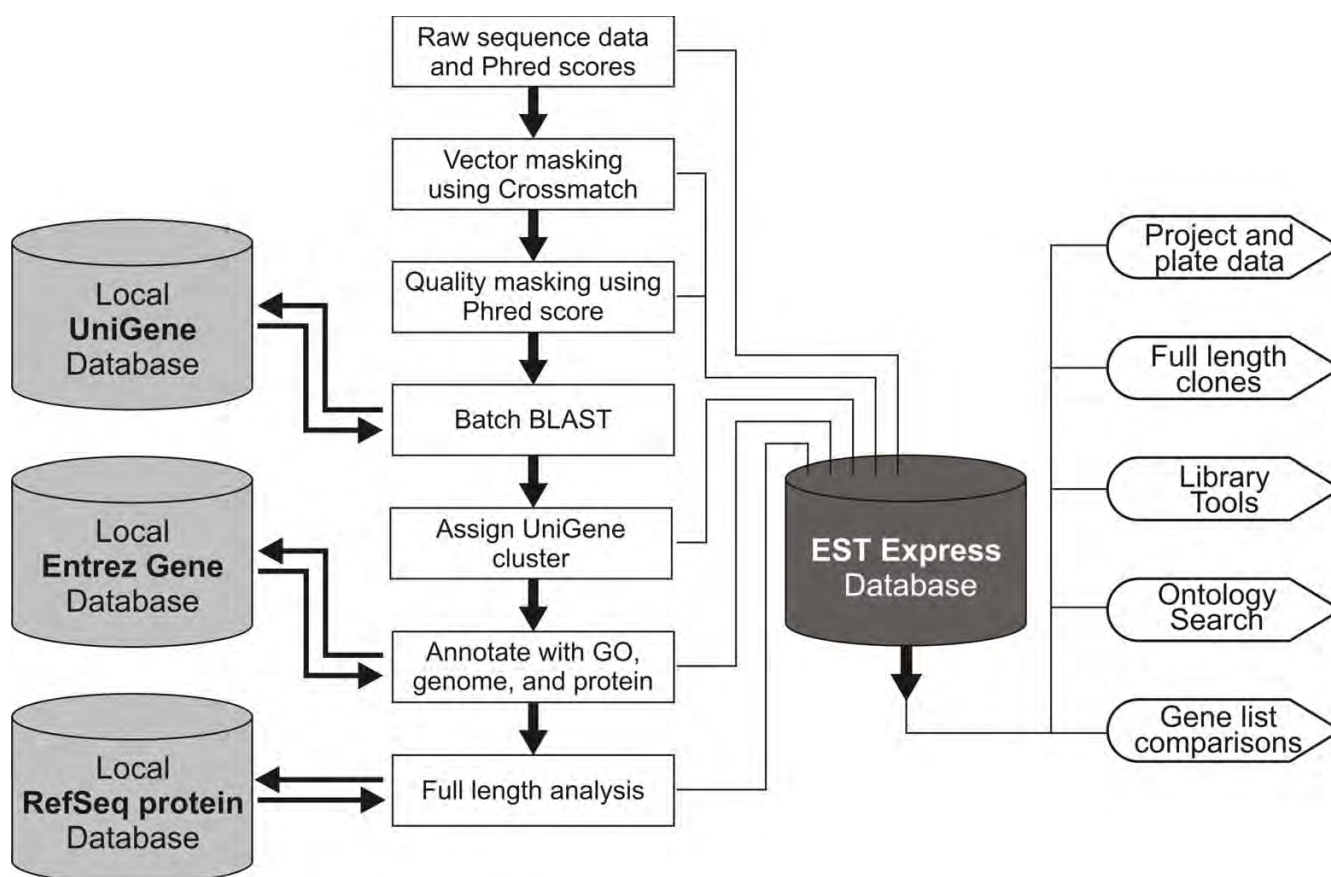 Raw sequence data
and Phred scores
Vector masking
using Crossmatch
Quality masking using
Phred score
Batch BLAST
Assign UniGene
cluster
Annotate with GO,
genome, and protein
Full length analysis
Local
UniGene
Database
Local
Entrez Gene
Database
Local
RefSeq protein
Database
EST Express
Database
Project and
plate data
Full length
clones
Library
Tools
Ontology
Search
Gene list
comparisons